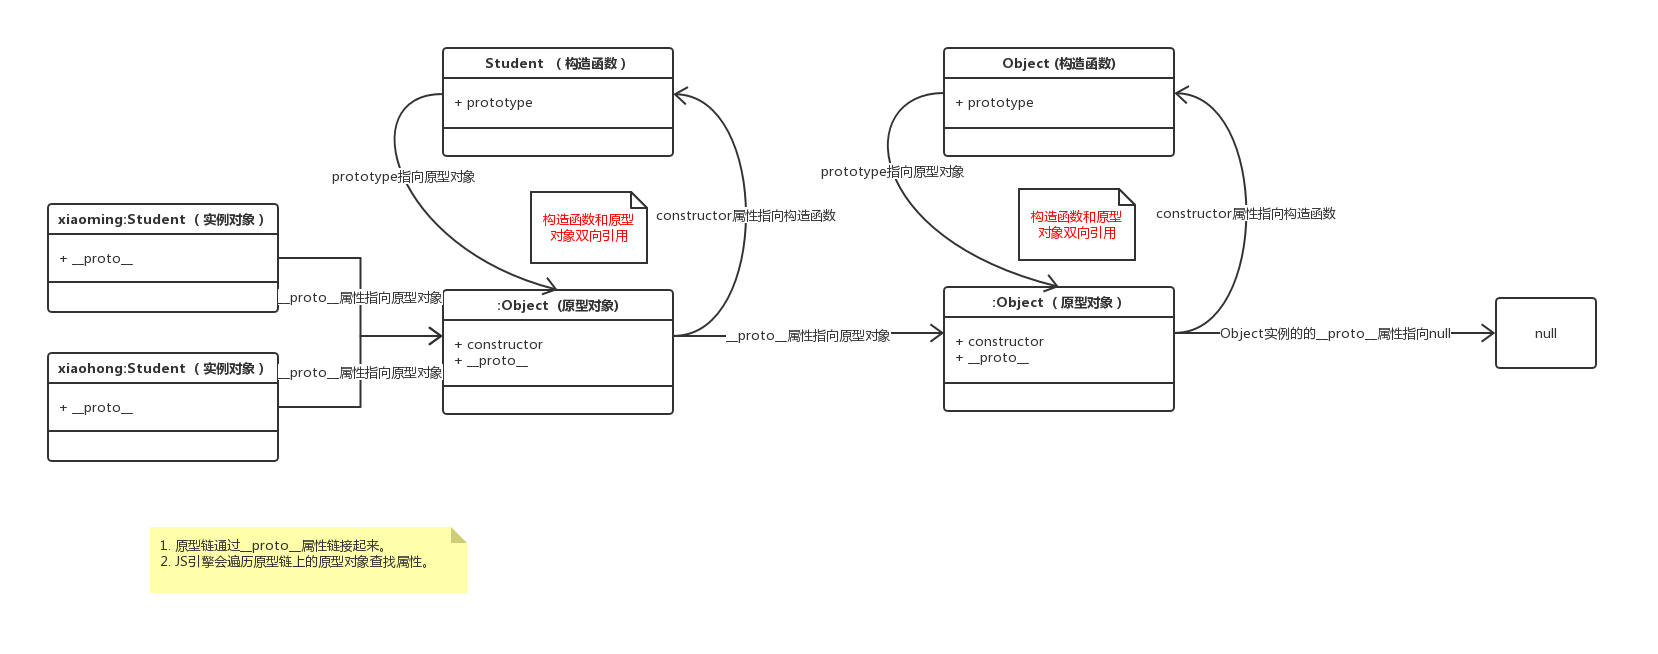 Student （ 构造函数 ）
+ prototype
Object (构造函数)
+ prototype
prototype指向原型对象
prototype指向原型对象
构造函数和原型
对象双向引用
constructor属性指向构造函数
构造函数和原型
对象双向引用
constructor属性指向构造函数
xiaoming:Student （ 实例对象 ）
+ __proto__
__proto__属性指向原型对象
:Object (原型对象)
+ constructor
+ __proto__
__proto__属性指向原型对象
:Object （ 原型对象 ）
+ constructor
+ __proto__
Object实例的的__proto__属性指向null
null
xiaohong:Student （ 实例对象 ）
+ __proto__
__proto__属性指向原型对象
1. 原型链通过__proto__属性链接起来。
2. JS引擎会遍历原型链上的原型对象查找属性。